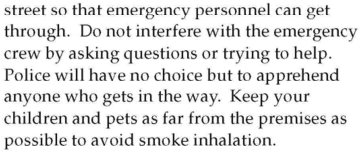 street so that emergency personnel can get
through.  Do not interfere with the emergency
crew by asking questions or trying to help.
Police will have no choice but to apprehend
anyone who gets in the way.  Keep your
children and pets as far from the premises as
possible to avoid smoke inhalation.